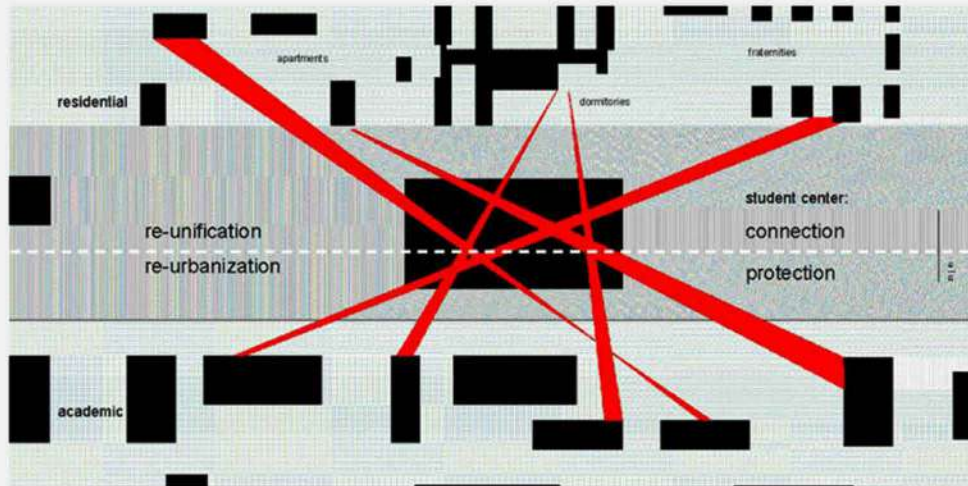 apartments
fraternities
residential
dormitories
student center:
re-unification
connection
re-urbanization
protection
academic